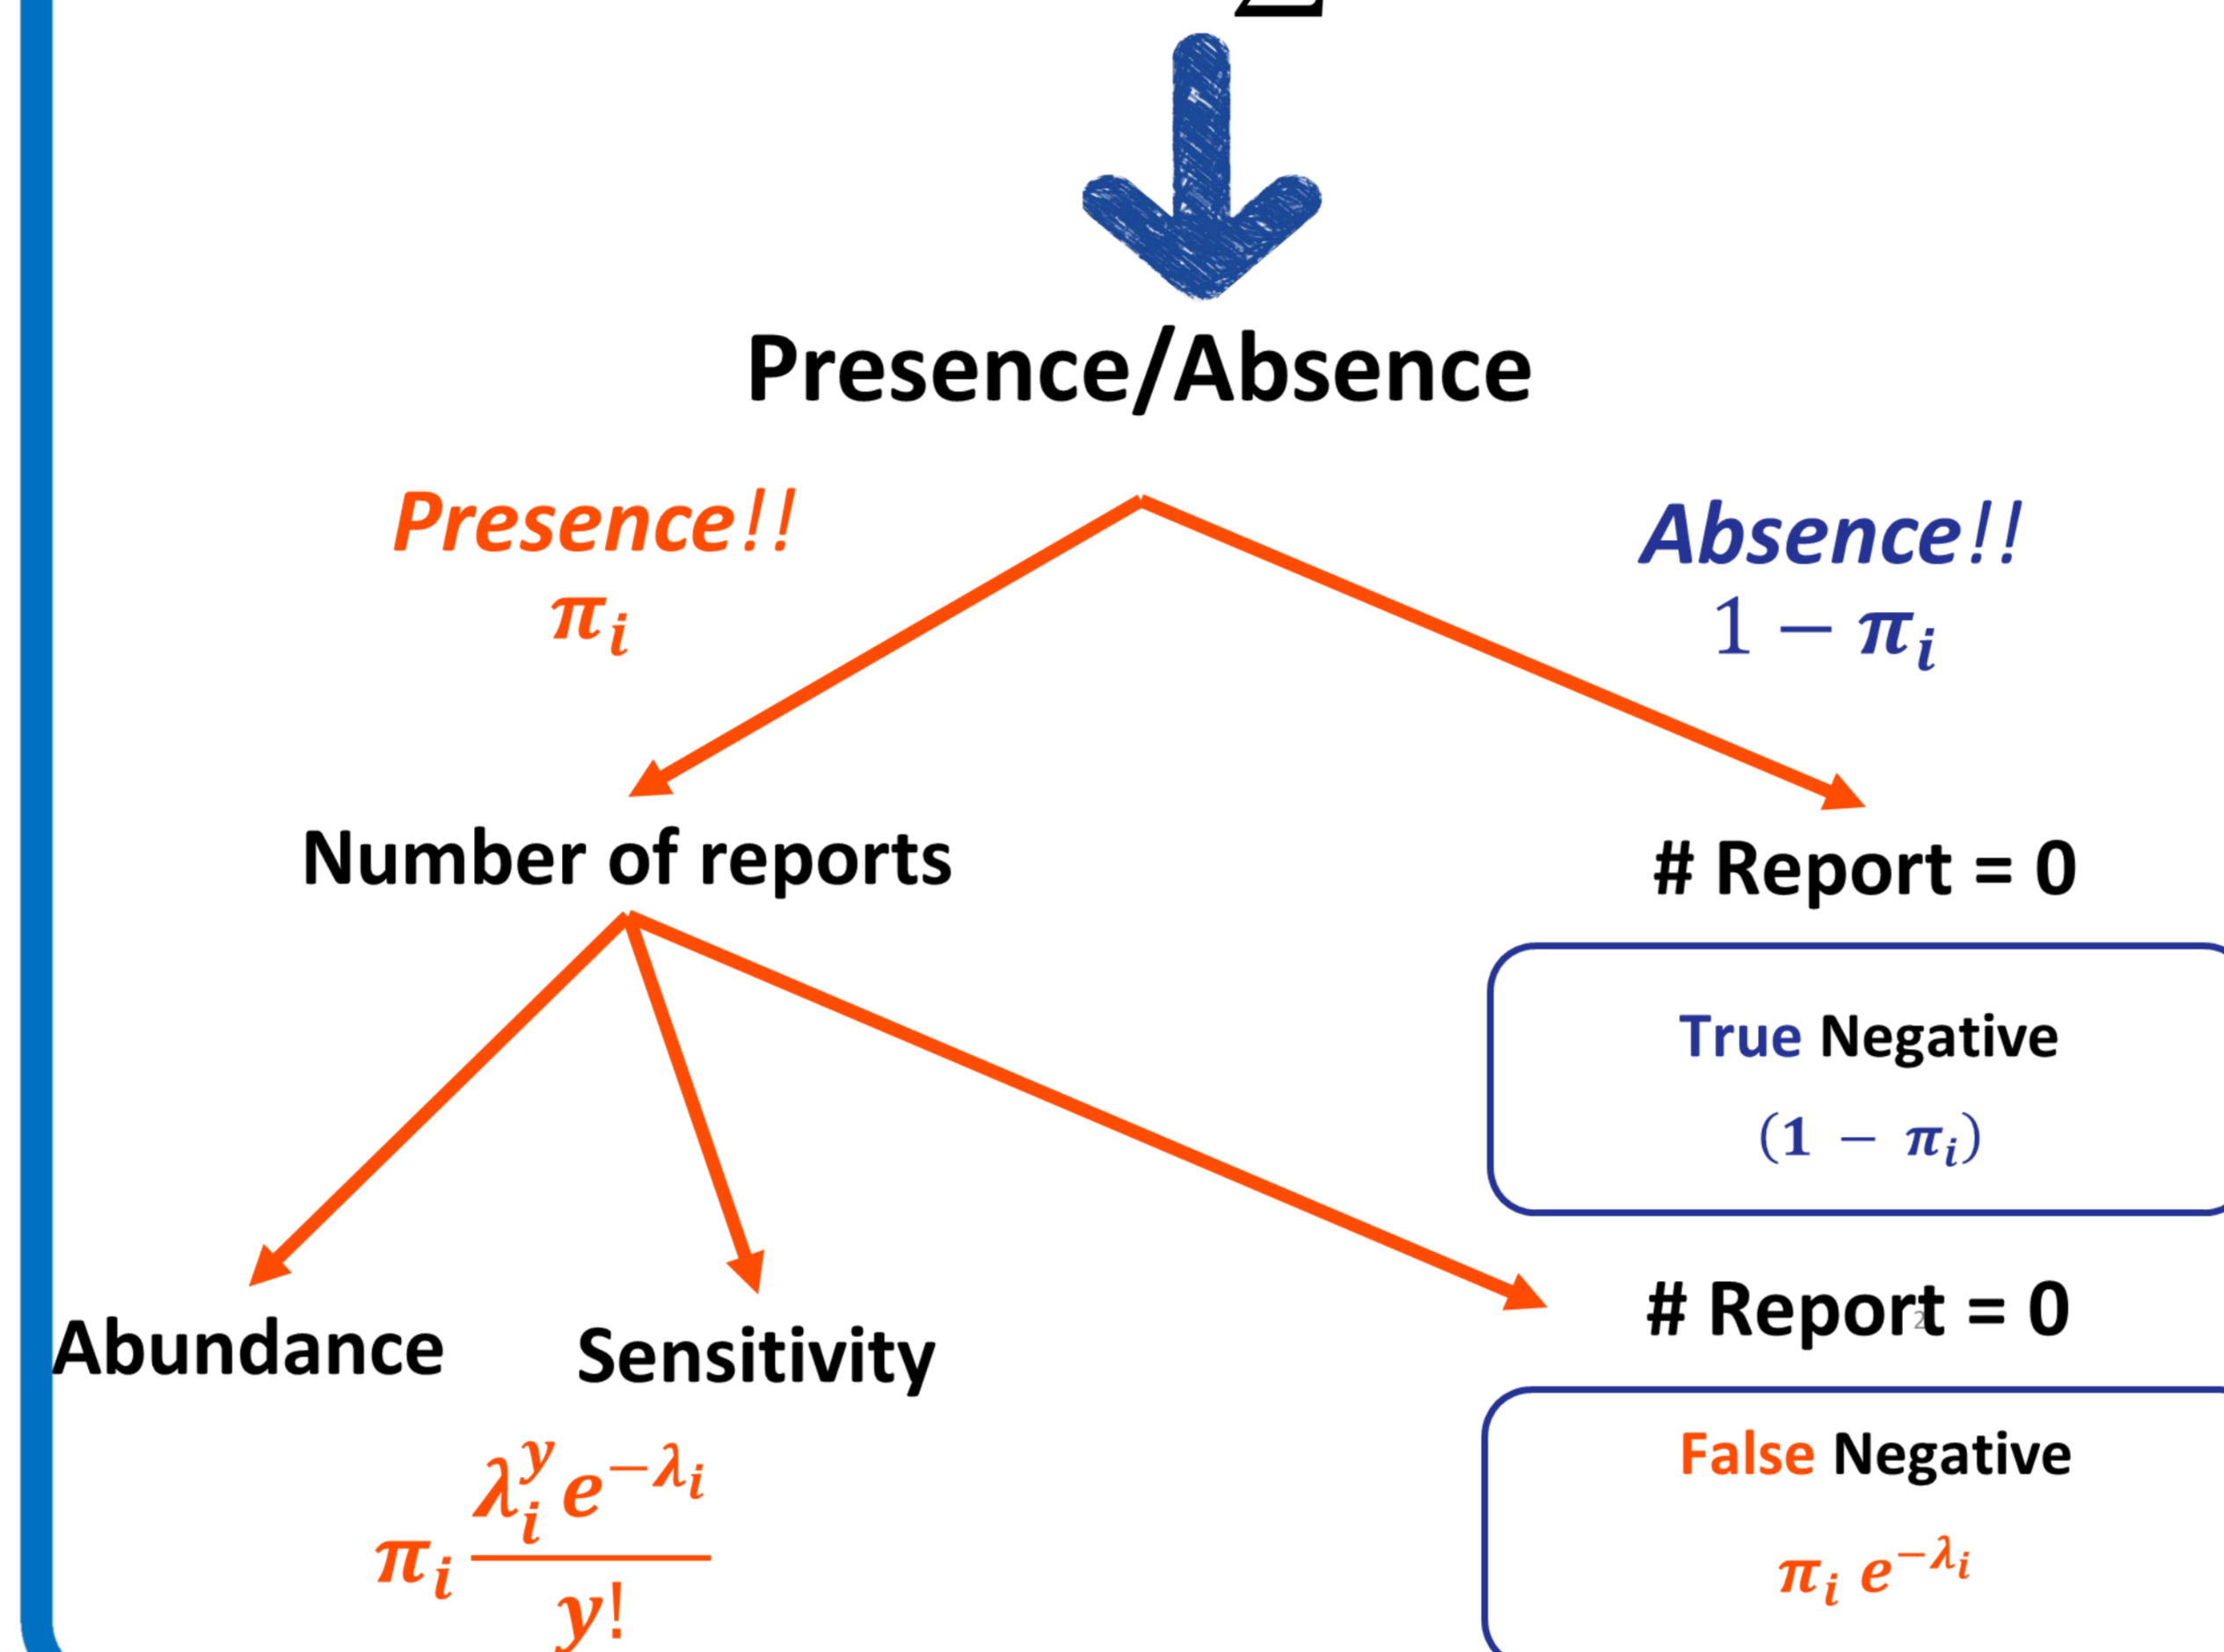 Presence/Absence
Presence!!
πᵢ
Absence!!
1 − πᵢ
Number of reports
# Report = 0
True Negative
(1 − πᵢ)
Abundance
Sensitivity
# Report = 0
2
πᵢ λᵢʸ e^−λᵢ / y!
False Negative
πᵢ e^−λᵢ